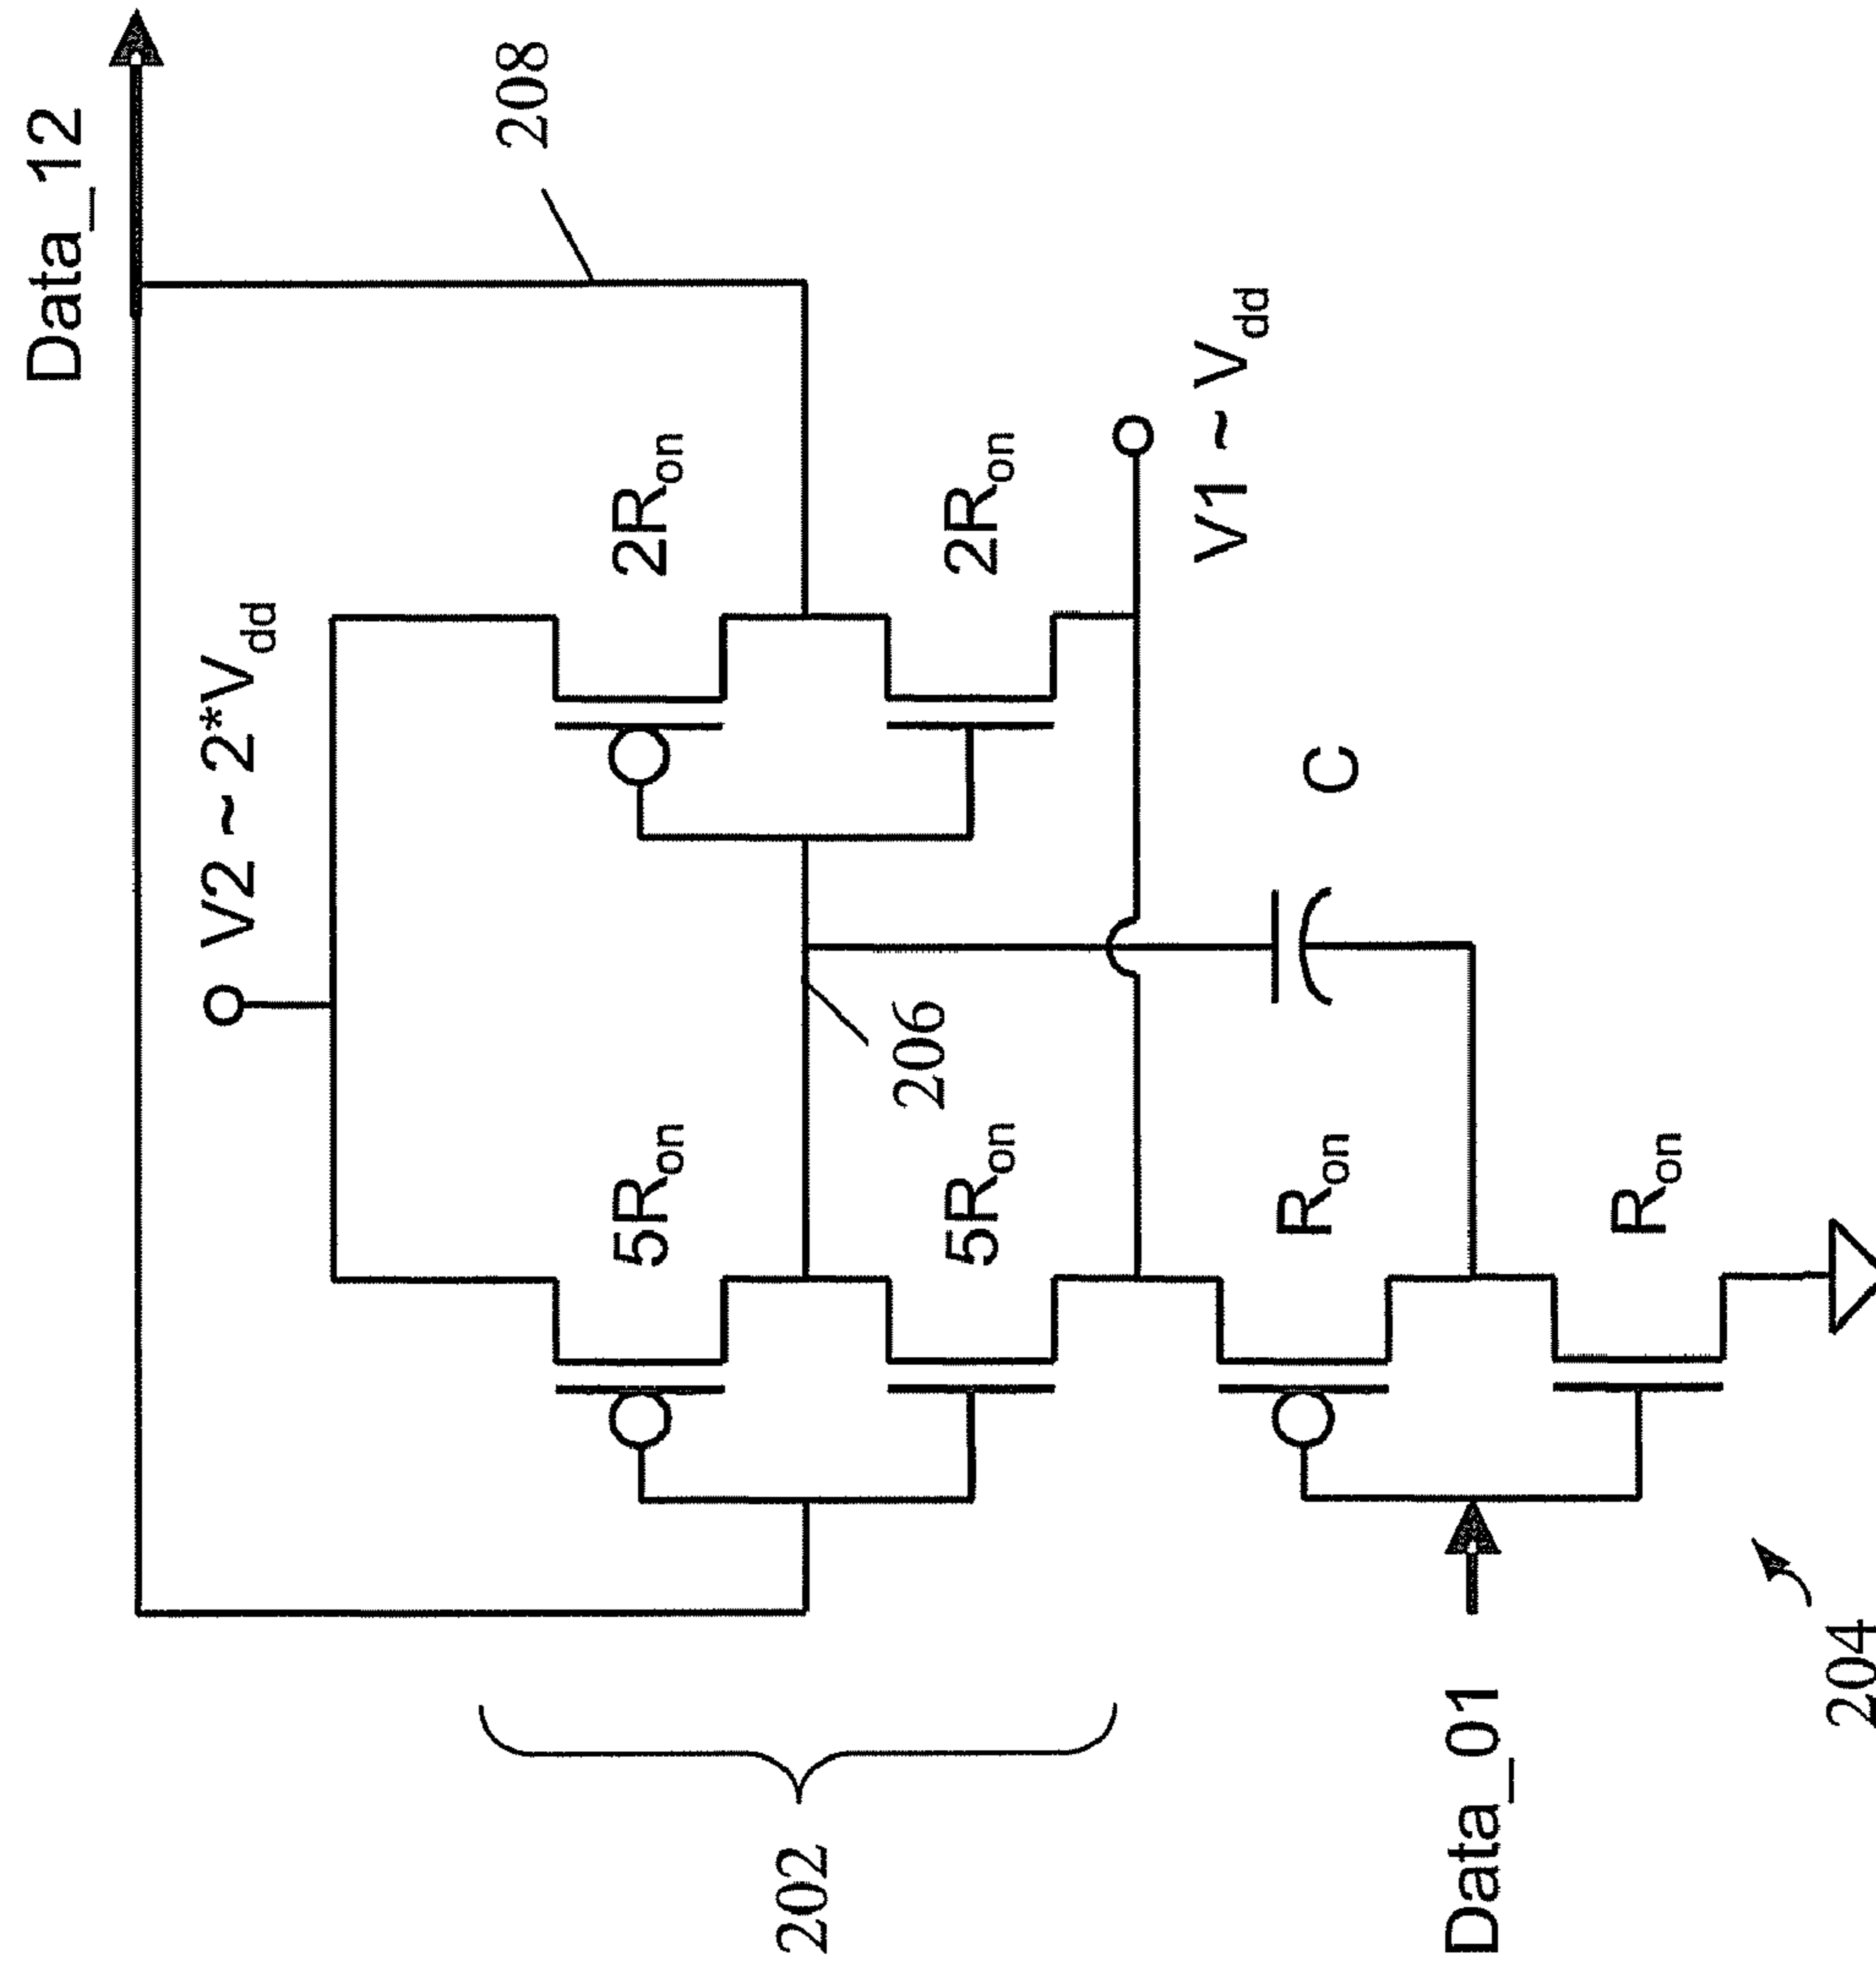 Data_12
208
V2 ~ 2*Vdd
2Ron
2Ron
V1 ~ Vdd
C
206
5Ron
5Ron
Ron
Ron
202
Data_01
204